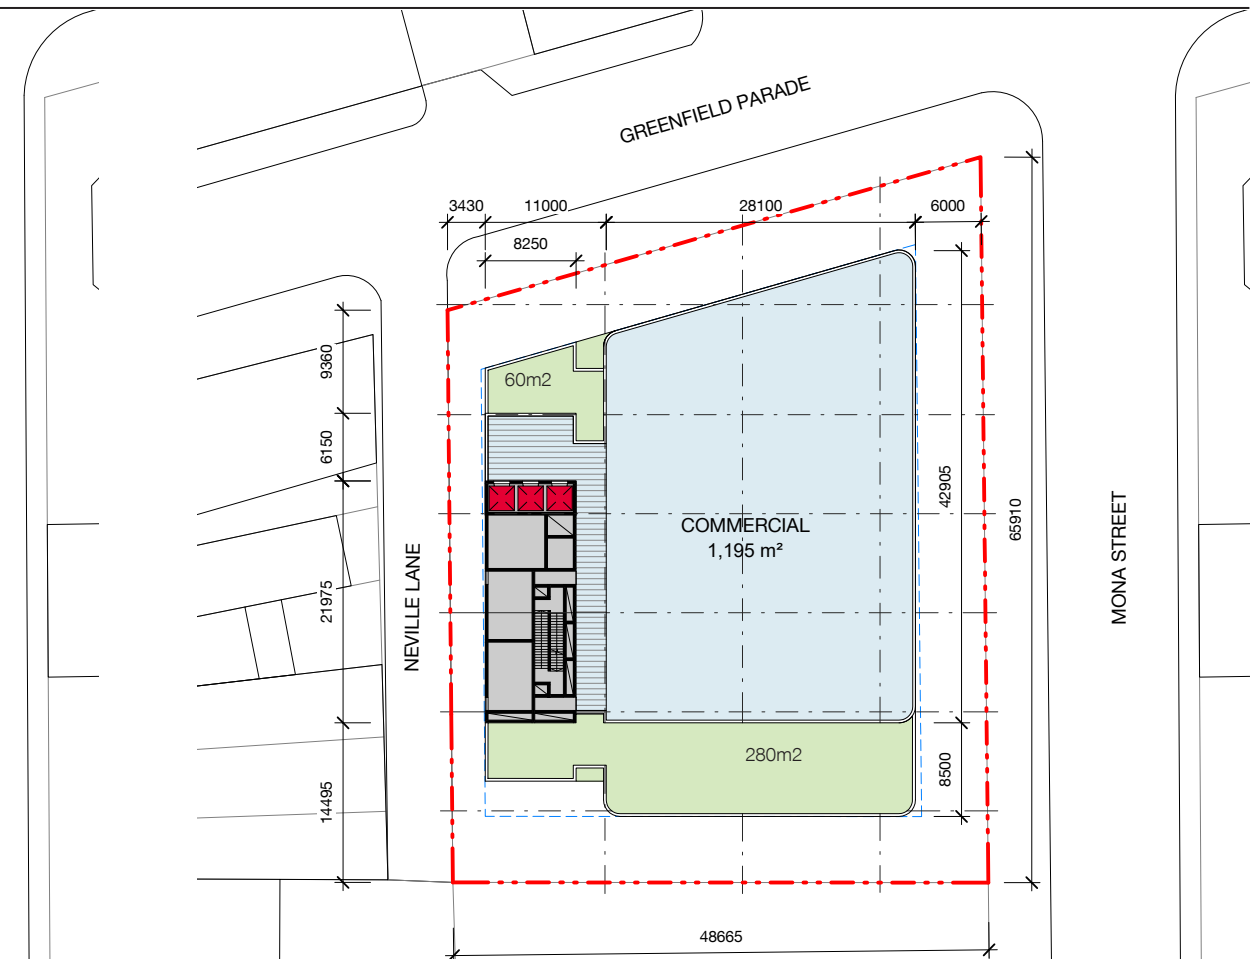 GREENFIELD PARADE
3430
11000
28100
6000
8250
9360
60m2
6150
42905
65910
COMMERCIAL
1,195 m²
MONA STREET
NEVILLE LANE
21975
280m2
8500
14495
48665